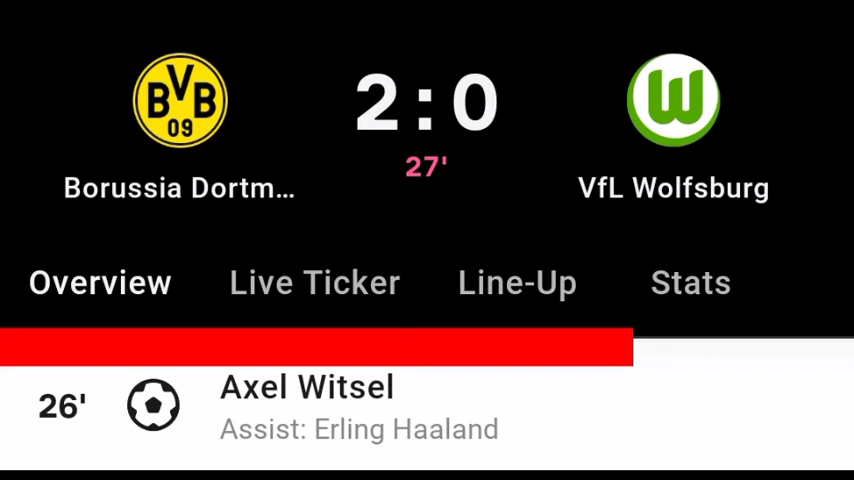 BVB
09
2:0
W
27'
Borussia Dortm...
VfL Wolfsburg
Overview
Live Ticker
Line-Up
Stats
26'
Axel Witsel
Assist: Erling Haaland